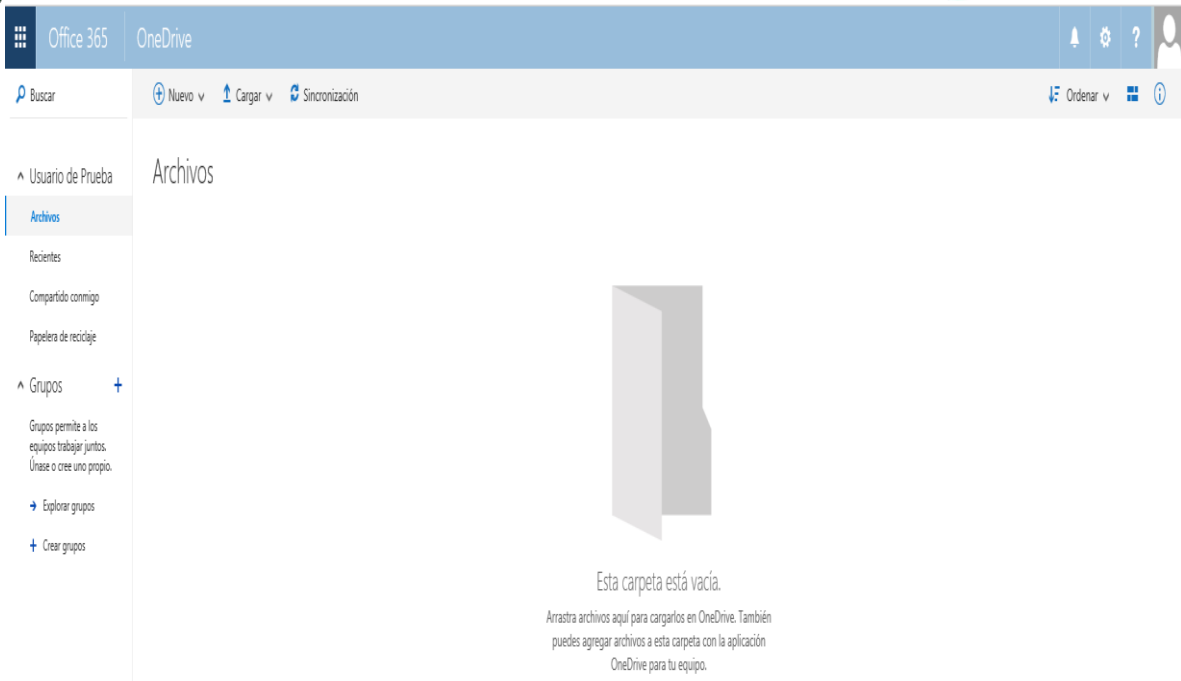 Office 365 OneDrive ?
Buscar Nuevo Cargar Sincronización Ordenar
Usuario de Prueba
Archivos
Recientes
Compartido conmigo
Papelera de reciclaje
Grupos
Grupos permite a los
equipos trabajar juntos.
Únase o cree uno propio.
Explorar grupos
Crear grupos
Archivos
Esta carpeta está vacía.
Arrastra archivos aquí para cargarlos en OneDrive. También
puedes agregar archivos a esta carpeta con la aplicación
OneDrive para tu equipo.